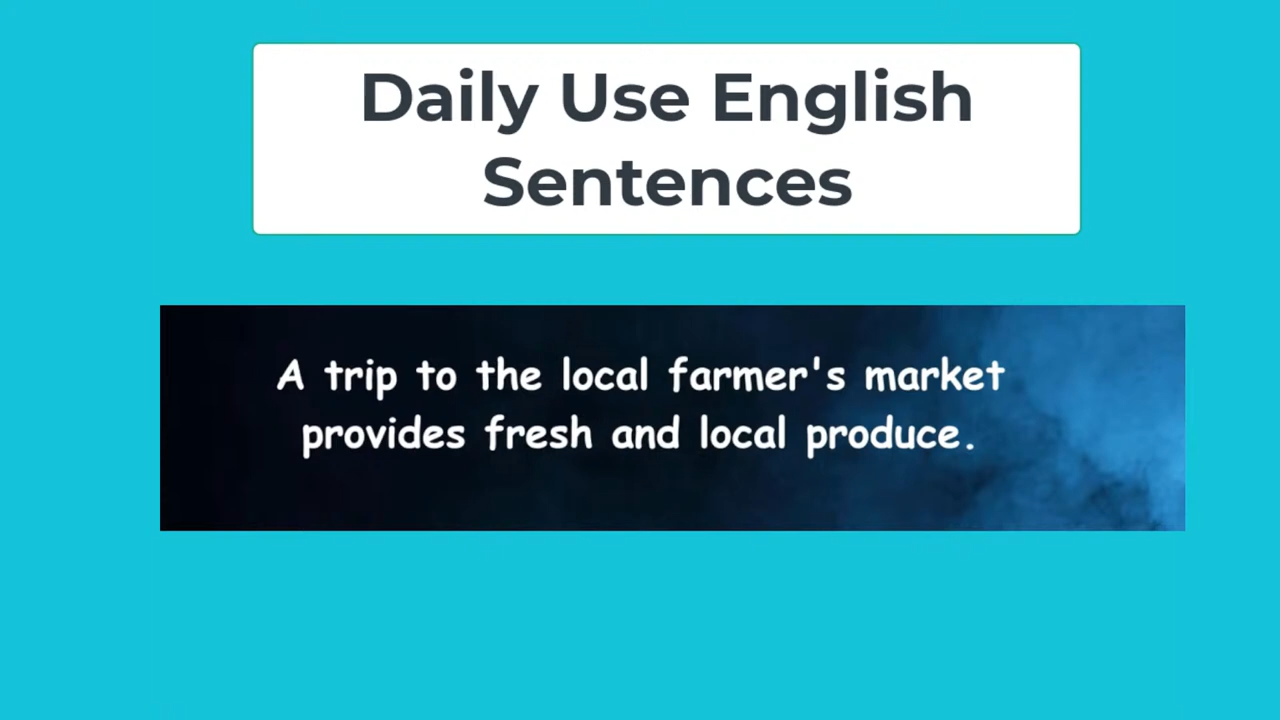 Daily Use English
Sentences
A trip to the local farmer's market
provides fresh and local produce.